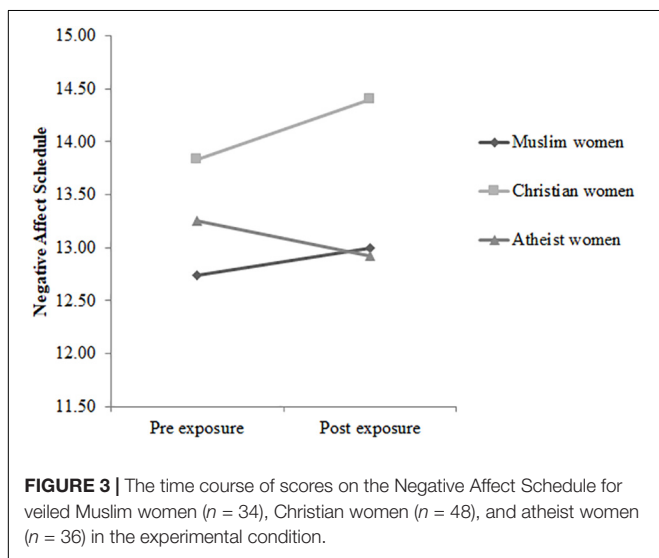 15.00
14.50
14.00
13.50
13.00
12.50
12.00
11.50
Negative Affect Schedule
Pre exposure
Post exposure
Muslim women
Christian women
Atheist women
FIGURE 3 | The time course of scores on the Negative Affect Schedule for
veiled Muslim women (n = 34), Christian women (n = 48), and atheist women
(n = 36) in the experimental condition.